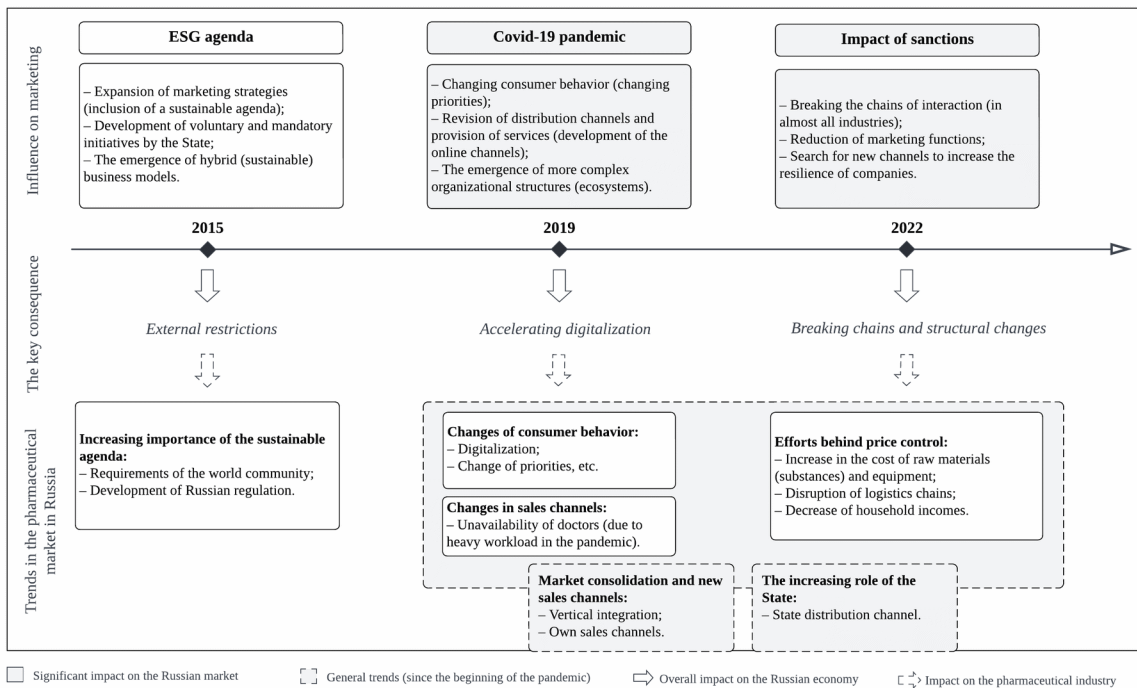 Influence on marketing
ESG agenda
– Expansion of marketing strategies
(inclusion of a sustainable agenda);
– Development of voluntary and mandatory
initiatives by the State;
– The emergence of hybrid (sustainable)
business models.
Covid-19 pandemic
– Changing consumer behavior (changing
priorities);
– Revision of distribution channels and
provision of services (development of the
online channels);
– The emergence of more complex
organizational structures (ecosystems).
Impact of sanctions
– Breaking the chains of interaction (in
almost all industries);
– Reduction of marketing functions;
– Search for new channels to increase the
resilience of companies.
2015
2019
2022
The key consequence
External restrictions
Accelerating digitalization
Breaking chains and structural changes
Trends in the pharmaceutical
market in Russia
Increasing importance of the sustainable
agenda:
– Requirements of the world community;
– Development of Russian regulation.
Changes of consumer behavior:
– Digitalization;
– Change of priorities, etc.
Changes in sales channels:
– Unavailability of doctors (due to
heavy workload in the pandemic).
Efforts behind price control:
– Increase in the cost of raw materials
(substances) and equipment;
– Disruption of logistics chains;
– Decrease of household incomes.
Market consolidation and new
sales channels:
– Vertical integration;
– Own sales channels.
The increasing role of the
State:
– State distribution channel.
Significant impact on the Russian market
General trends (since the beginning of the pandemic)
Overall impact on the Russian economy
Impact on the pharmaceutical industry